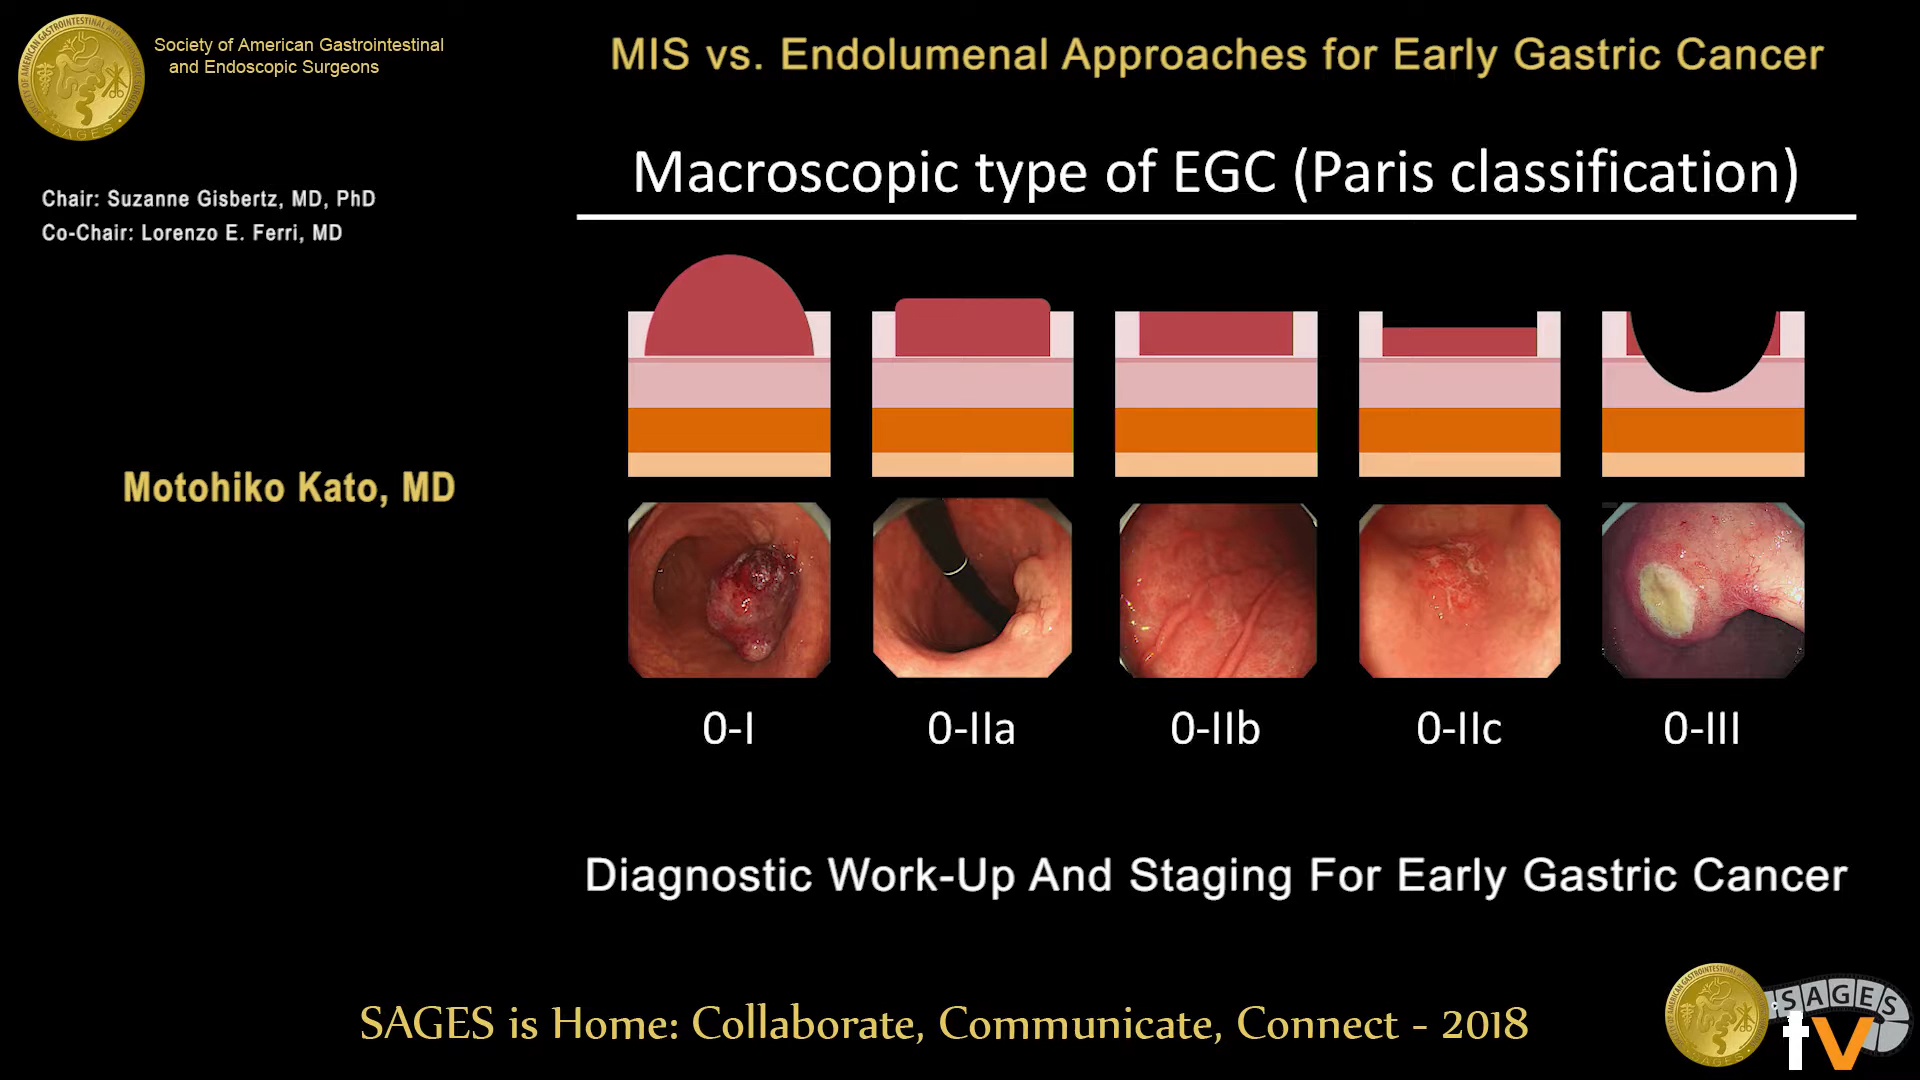 Society of American Gastrointestinal
and Endoscopic Surgeons
MIS vs. Endolumenal Approaches for Early Gastric Cancer
Macroscopic type of EGC (Paris classification)
Chair: Suzanne Gisbertz, MD, PhD
Co-Chair: Lorenzo E. Ferri, MD
Motohiko Kato, MD
0-I
0-IIa
0-IIb
0-IIc
0-III
Diagnostic Work-Up And Staging For Early Gastric Cancer
SAGES is Home: Collaborate, Communicate, Connect - 2018
SAGES
tv